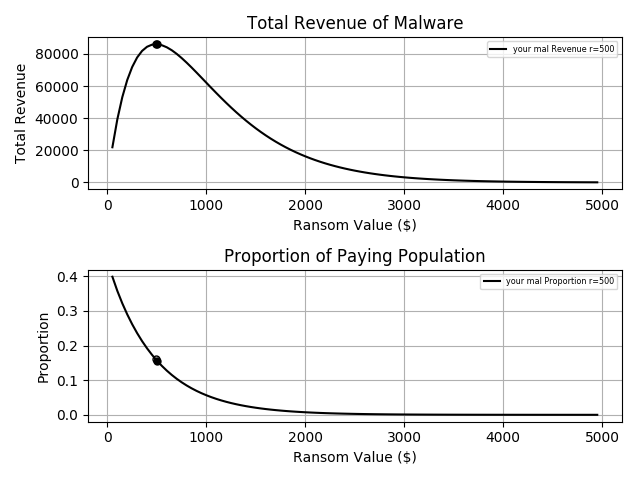 Total Revenue of Malware
your mal Revenue r=500
Total Revenue
80000
60000
40000
20000
0
0 1000 2000 3000 4000 5000
Ransom Value ($)
Proportion of Paying Population
your mal Proportion r=500
Proportion
0.4
0.3
0.2
0.1
0.0
0 1000 2000 3000 4000 5000
Ransom Value ($)